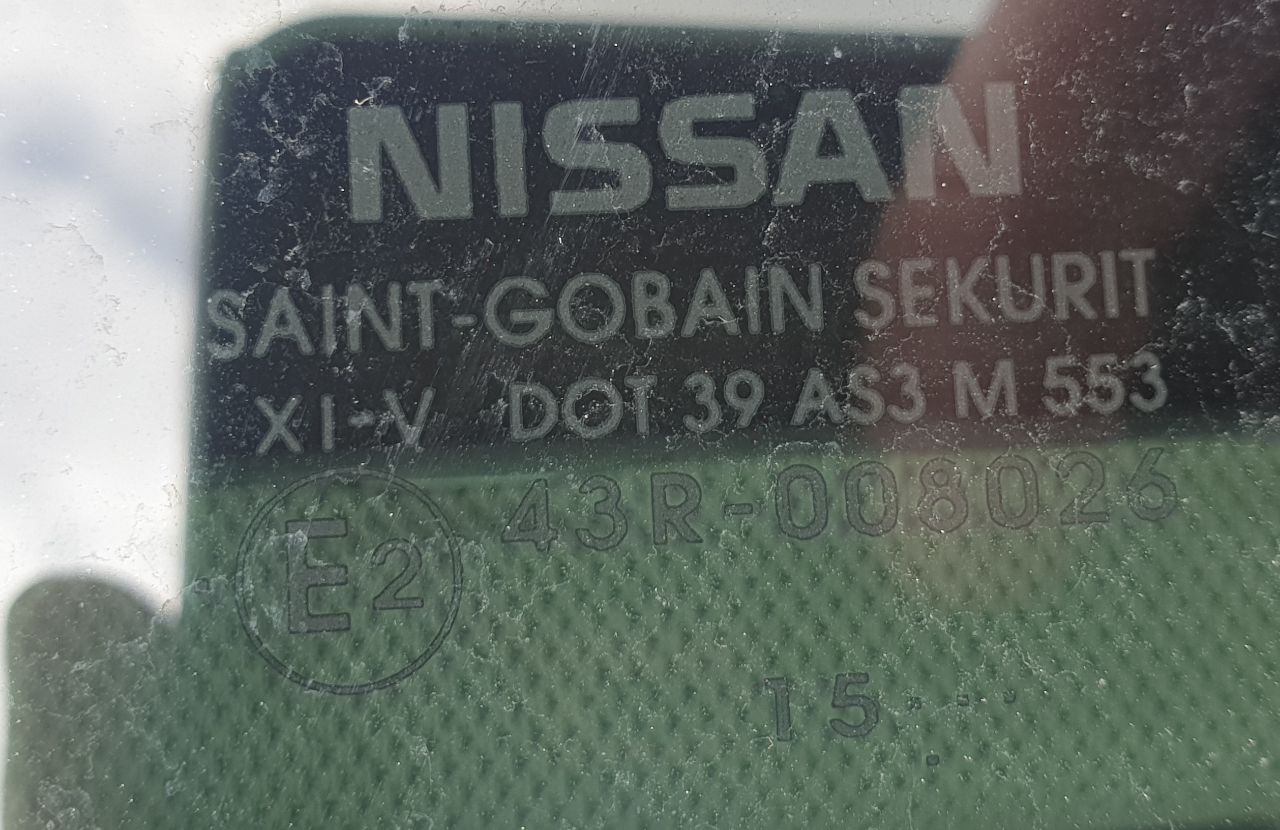 NISSAN
SAINT-GOBAIN SEKURIT
XI-V DOT 39 AS3 M 553
E2 43R-008026
15 . . . .